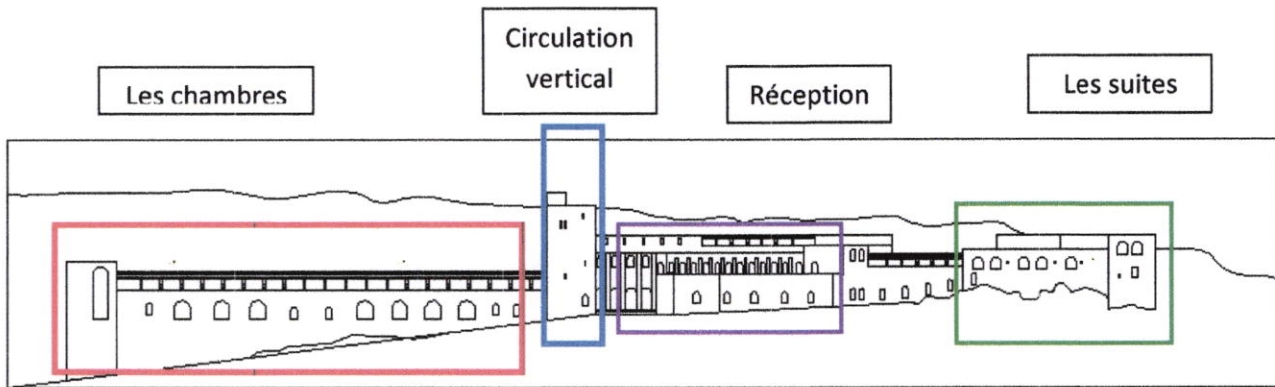 Les chambres
Circulation
vertical
Réception
Les suites